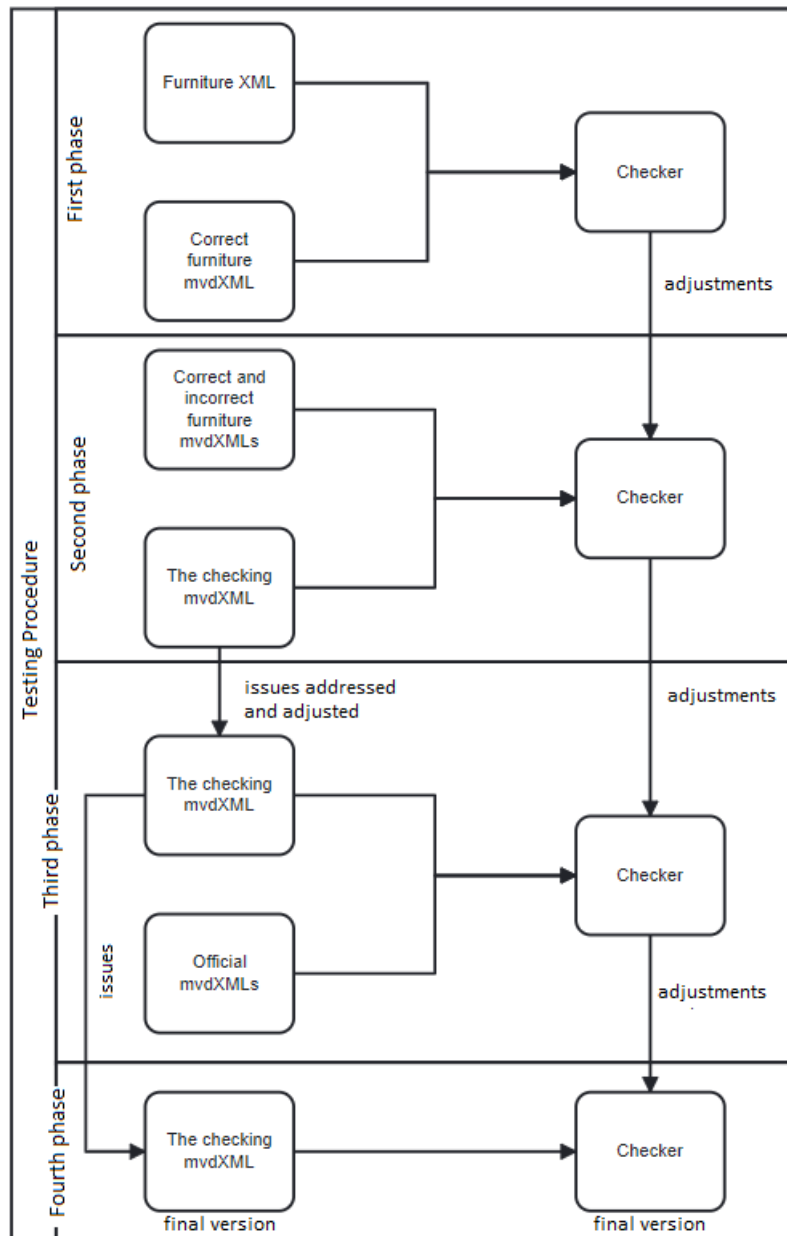 Testing Procedure
First phase
Furniture XML
Correct
furniture
mvdXML
Checker
adjustments
Second phase
Correct and
incorrect
furniture
mvdXMLs
The checking
mvdXML
Checker
issues addressed
and adjusted
adjustments
Third phase
The checking
mvdXML
Official
mvdXMLs
Checker
issues
adjustments
Fourth phase
The checking
mvdXML
final version
Checker
final version